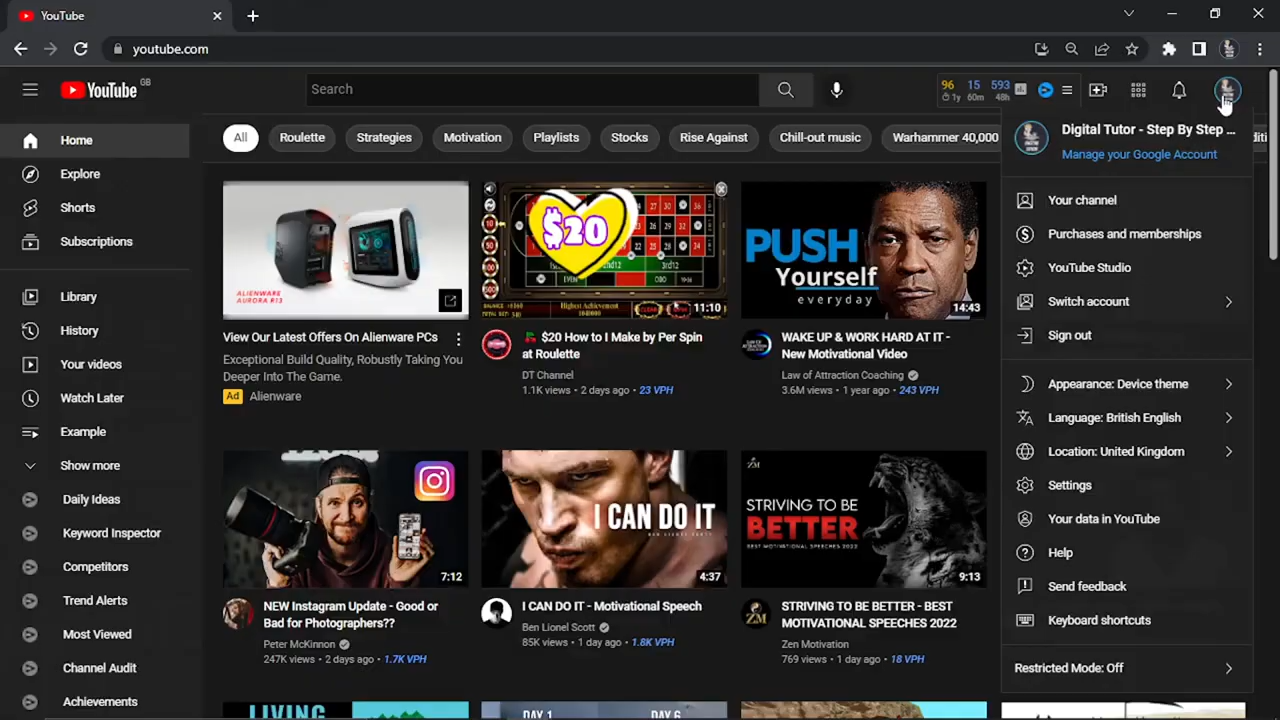 YouTube
youtube.com
YouTube GB
Search
96 15 593
1y 60m 48h
Home
Explore
Shorts
Subscriptions
Library
History
Your videos
Watch Later
Example
Show more
Daily Ideas
Keyword Inspector
Competitors
Trend Alerts
Most Viewed
Channel Audit
Achievements
All
Roulette
Strategies
Motivation
Playlists
Stocks
Rise Against
Chill-out music
Warhammer 40,000
ALIENWARE
AURORA R13
View Our Latest Offers On Alienware PCs
Exceptional Build Quality, Robustly Taking You
Deeper Into The Game.
Ad Alienware
$20
11:10
$20 How to I Make by Per Spin
at Roulette
DT Channel
1.1K views • 2 days ago • 23 VPH
PUSH
Yourself
everyday
14:43
WAKE UP & WORK HARD AT IT -
New Motivational Video
Law of Attraction Coaching
3.6M views • 1 year ago • 243 VPH
7:12
NEW Instagram Update - Good or
Bad for Photographers??
Peter McKinnon
247K views • 2 days ago • 1.7K VPH
I CAN DO IT
BEN LIONEL SCOTT
4:37
I CAN DO IT - Motivational Speech
Ben Lionel Scott
85K views • 1 day ago • 1.8K VPH
ZM
STRIVING TO BE
BETTER
BEST MOTIVATIONAL SPEECHES 2022
9:13
STRIVING TO BE BETTER - BEST
MOTIVATIONAL SPEECHES 2022
Zen Motivation
769 views • 1 day ago • 18 VPH
LIVING
DAY 1
DAY 6
Digital Tutor - Step By Step ...
Manage your Google Account
Your channel
Purchases and memberships
YouTube Studio
Switch account
Sign out
Appearance: Device theme
Language: British English
Location: United Kingdom
Settings
Your data in YouTube
Help
Send feedback
Keyboard shortcuts
Restricted Mode: Off